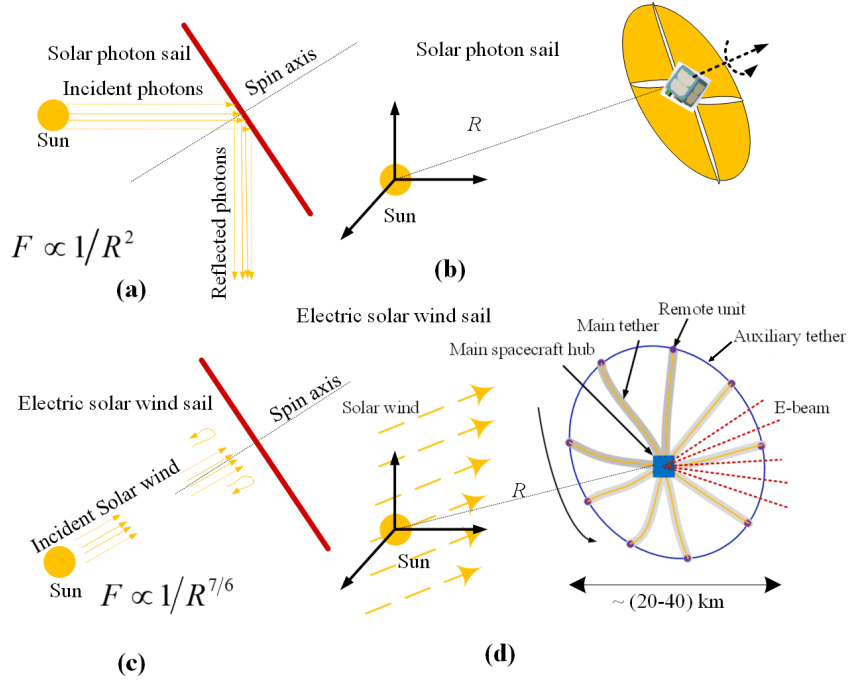 Solar photon sail
Incident photons
Spin axis
Sun
Reflected photons
F ∝ 1/R²
(a)
Solar photon sail
R
Sun
(b)
Electric solar wind sail
Spin axis
Incident Solar wind
Sun
F ∝ 1/R^{7/6}
(c)
Electric solar wind sail
Remote unit
Main tether
Auxiliary tether
Main spacecraft hub
Solar wind
E-beam
R
Sun
~ (20-40) km
(d)